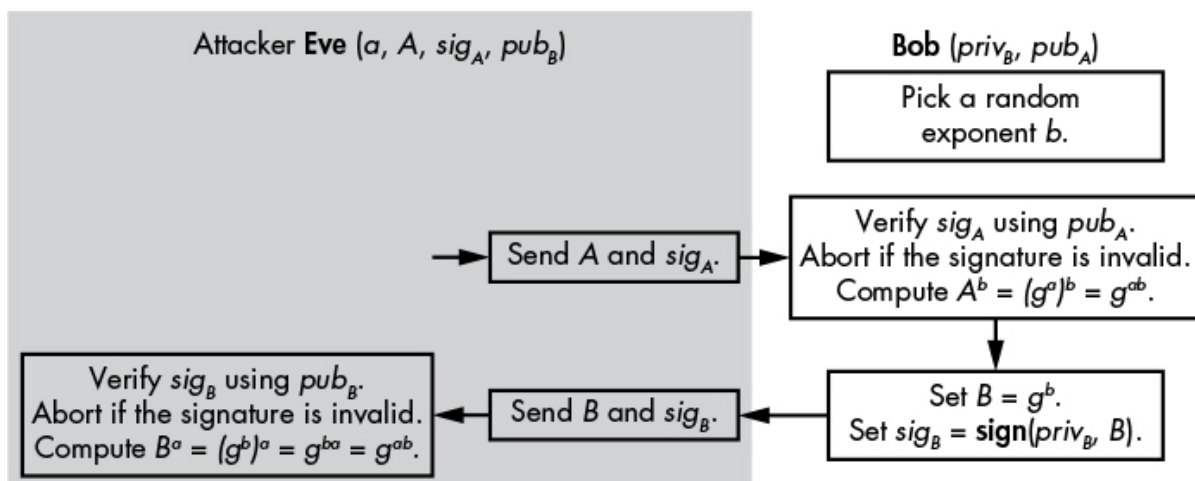 Attacker Eve (a, A, sig_A, pub_B)
Bob (priv_B, pub_A)
Pick a random
exponent b.
Send A and sig_A.
Verify sig_A using pub_A.
Abort if the signature is invalid.
Compute A^b = (g^a)^b = g^ab.
Verify sig_B using pub_B.
Abort if the signature is invalid.
Compute B^a = (g^b)^a = g^ba = g^ab.
Send B and sig_B.
Set B = g^b.
Set sig_B = sign(priv_B, B).